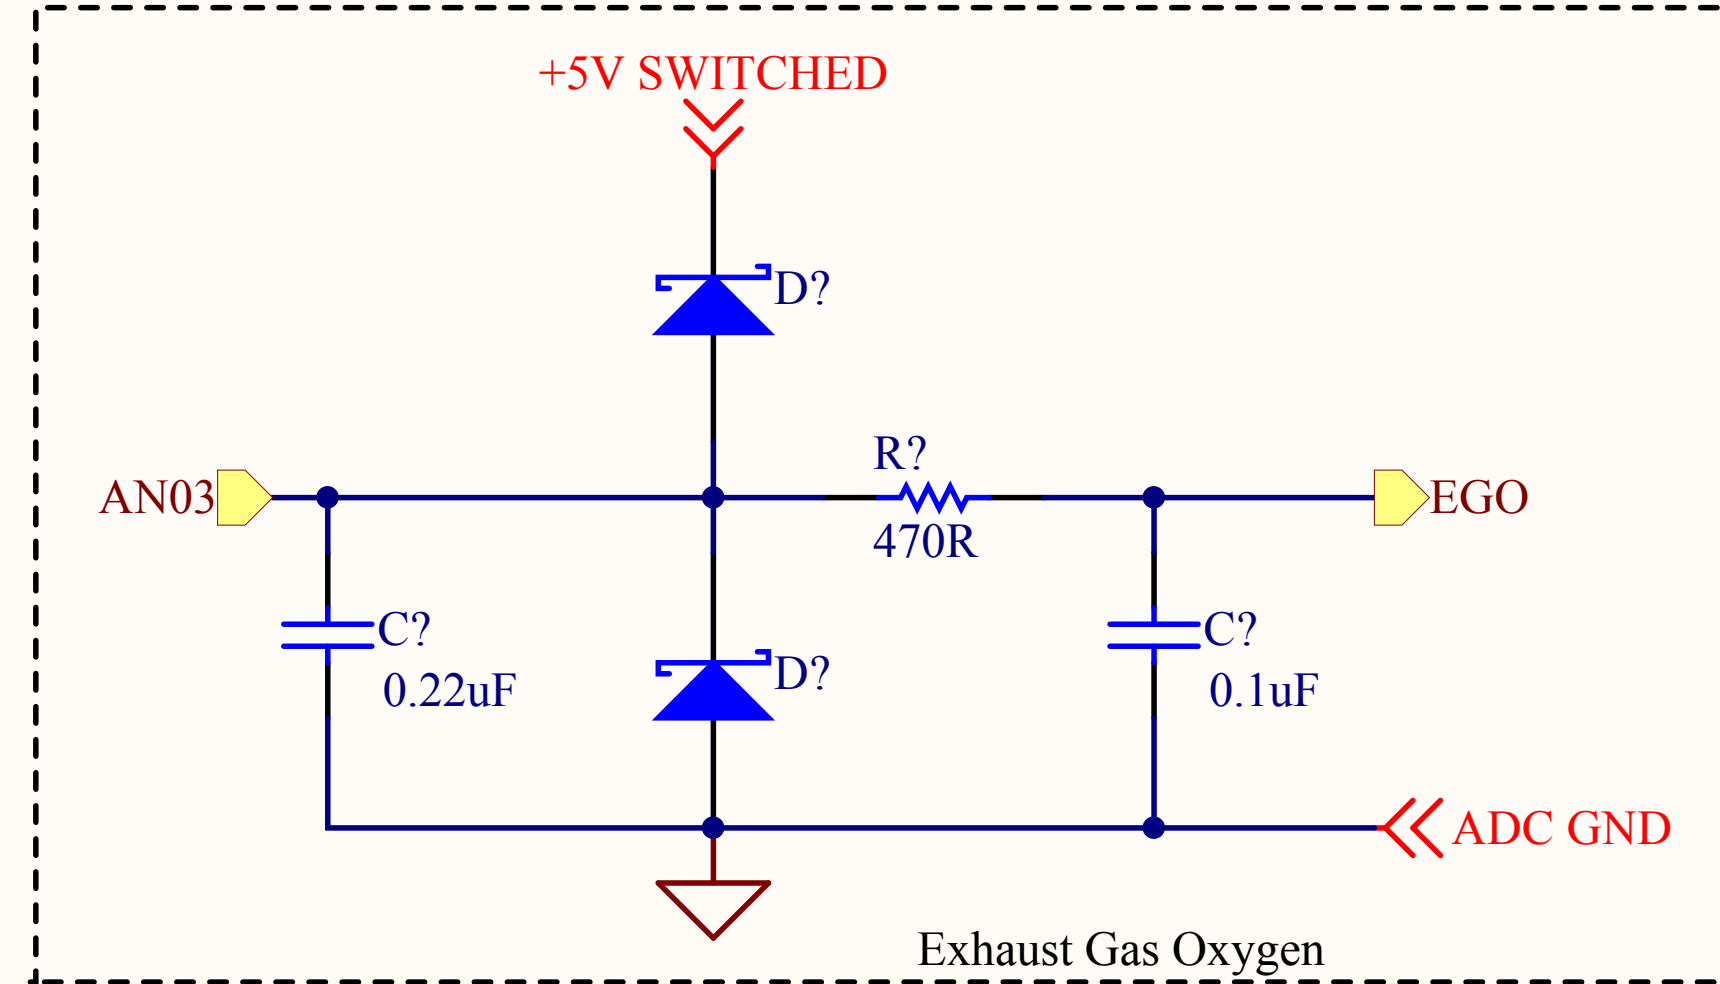 +5V SWITCHED
D?
R?
AN03
EGO
470R
C?
0.22uF
D?
C?
0.1uF
ADC GND
Exhaust Gas Oxygen